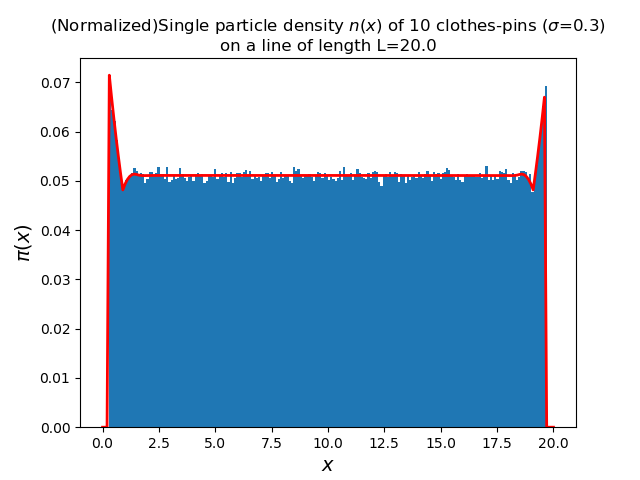 (Normalized)Single particle density n(x) of 10 clothes-pins (σ=0.3)
on a line of length L=20.0
0.07
0.06
0.05
0.04
0.03
0.02
0.01
0.00
π(x)
0.0 2.5 5.0 7.5 10.0 12.5 15.0 17.5 20.0
x